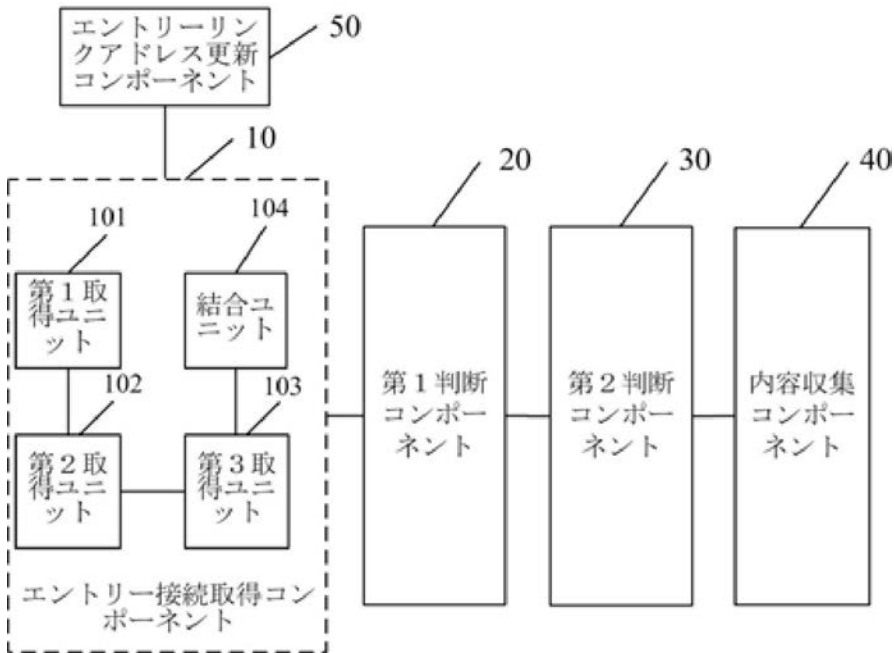 エントリーリン
クアドレス更新
コンポーネント
50
10
20
30
40
101
第1取
得ユニ
ット
104
結合ユ
ニット
102
第2取
得ユニ
ット
103
第3取
得ユニ
ット
エントリー接続取得コン
ポーネント
第1判断
コンポー
ネント
第2判断
コンポー
ネント
内容収集
コンポー
ネント